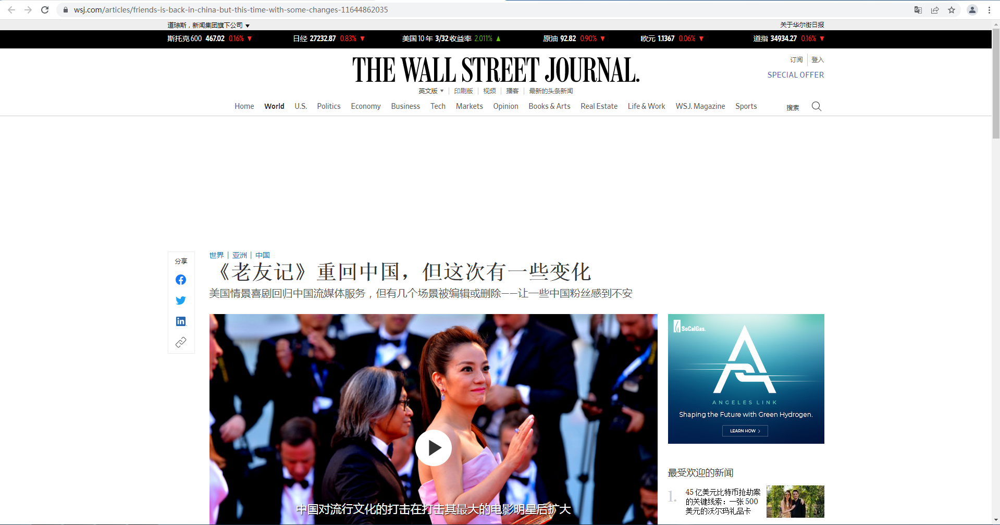 wsj.com/articles/friends-is-back-in-china-but-this-time-with-some-changes-11644862035
道琼斯，新闻集团旗下公司 ▼
关于华尔街日报
斯托克 600 467.02 0.16% ▼ 日经 27232.87 0.83% ▼ 美国 10 年 3/32 收益率 2.011% ▲ 原油 92.82 0.90% ▼ 欧元 1.1367 0.06% ▼ 道指 34934.27 0.16% ▼
THE WALL STREET JOURNAL.
订阅 登入
SPECIAL OFFER
英文版 ▼ 印刷版 视频 播客 最新的头条新闻
Home World U.S. Politics Economy Business Tech Markets Opinion Books & Arts Real Estate Life & Work WSJ. Magazine Sports 搜索
分享
世界 | 亚洲 | 中国
《老友记》重回中国，但这次有一些变化
美国情景喜剧回归中国流媒体服务，但有几个场景被编辑或删除——让一些中国粉丝感到不安
中国对流行文化的打击在打击其最大的电影明星后扩大
SoCalGas.
ANGELES LINK
Shaping the Future with Green Hydrogen.
LEARN HOW >
最受欢迎的新闻
1. 45 亿美元比特币抢劫案
的关键线索：一张 500
美元的沃尔玛礼品卡